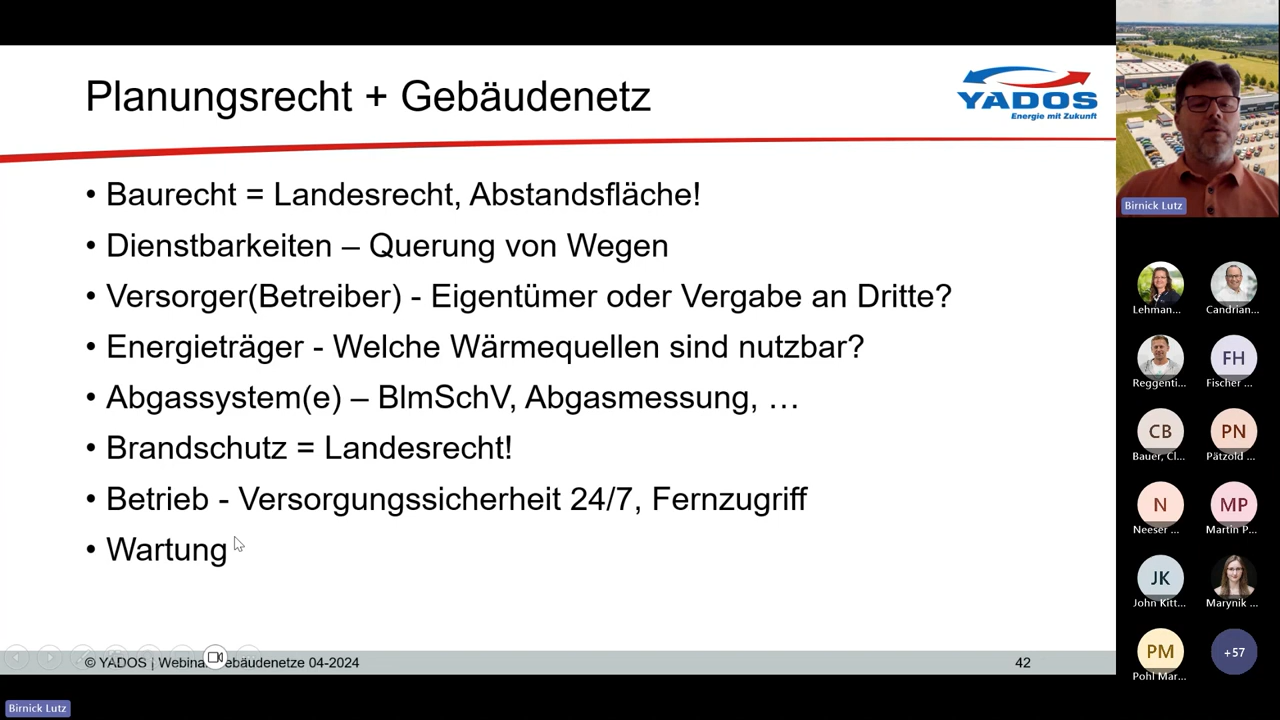 Planungsrecht + Gebäudenetz
YADOS
Energie mit Zukunft
• Baurecht = Landesrecht, Abstandsfläche!
• Dienstbarkeiten – Querung von Wegen
• Versorger(Betreiber) - Eigentümer oder Vergabe an Dritte?
• Energieträger - Welche Wärmequellen sind nutzbar?
• Abgassystem(e) – BImSchV, Abgasmessung, …
• Brandschutz = Landesrecht!
• Betrieb - Versorgungssicherheit 24/7, Fernzugriff
• Wartung
© YADOS | Webinar ebäudenetze 04-2024
42
Birnick Lutz
Lehman...
Candrian...
Reggenti...
FH
Fischer ...
CB
Bauer, Cl...
PN
Pätzold ...
N
Neeser ...
MP
Martin P...
JK
John Kitt...
Marynik ...
PM
Pohl Mar...
+57
Birnick Lutz